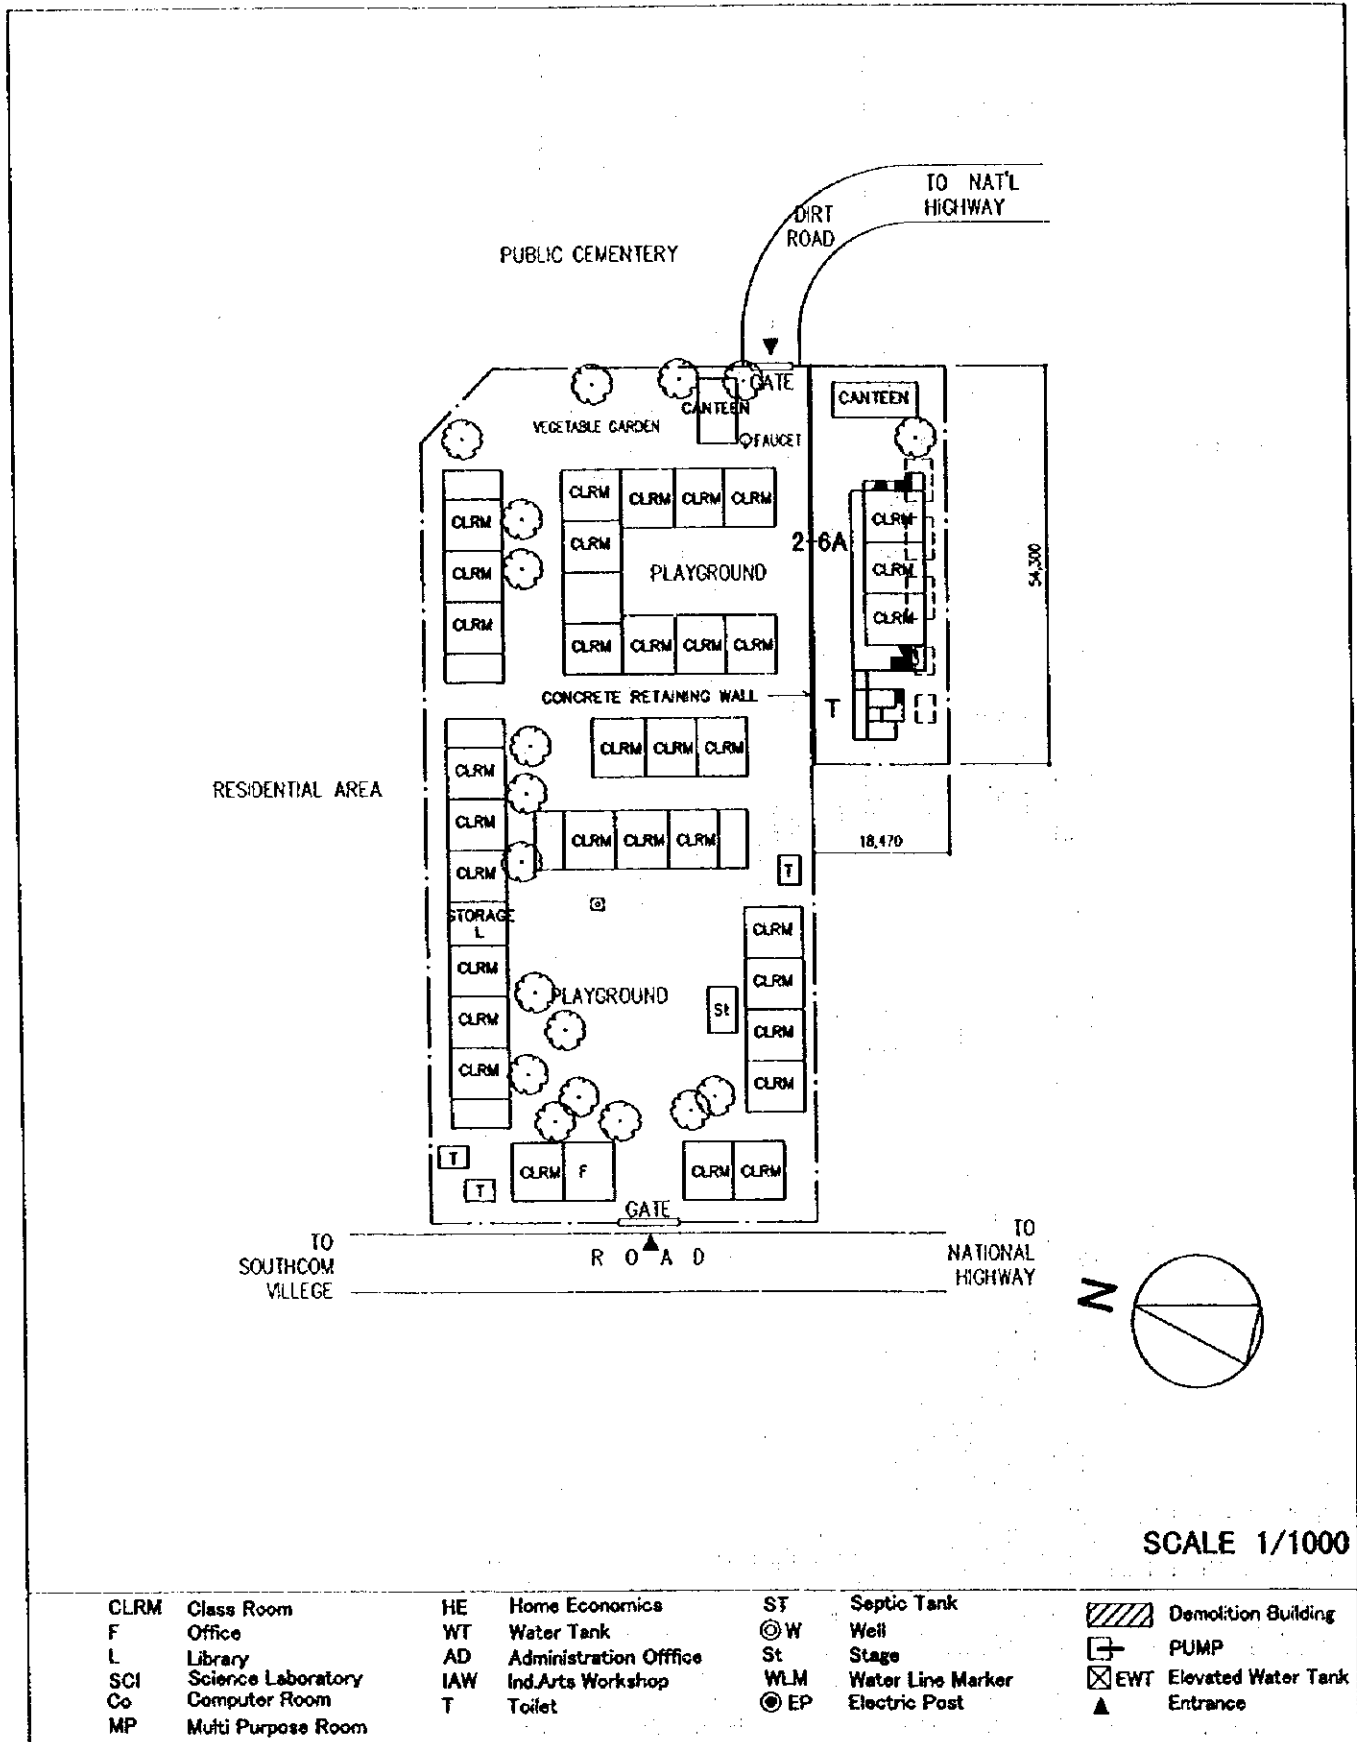 TO NAT'L
HIGHWAY
DIRT
ROAD
PUBLIC CEMENTERY
GATE
CANTEEN
CANTEEN
VEGETABLE GARDEN
FAUCET
CLRM
CLRM
CLRM
CLRM
CLRM
CLRM
CLRM
2-6A
CLRM
CLRM
PLAYGROUND
CLRM
54,300
CLRM
CLRM
CLRM
CLRM
CLRM
CLRM
CONCRETE RETAINING WALL
T
CLRM
CLRM
CLRM
CLRM
RESIDENTIAL AREA
CLRM
CLRM
CLRM
CLRM
18,470
CLRM
T
STORAGE
L
CLRM
CLRM
CLRM
PLAYGROUND
St
CLRM
CLRM
CLRM
CLRM
T
CLRM
F
CLRM
CLRM
T
GATE
TO
SOUTHCOM
VILLEGE
R O A D
TO
NATIONAL
HIGHWAY
N
SCALE 1/1000
CLRM Class Room
F Office
L Library
SCI Science Laboratory
Co Computer Room
MP Multi Purpose Room
HE Home Economics
WT Water Tank
AD Administration Offfice
IAW Ind.Arts Workshop
T Toilet
ST Septic Tank
W Well
St Stage
WLM Water Line Marker
EP Electric Post
Demolition Building
PUMP
EWT Elevated Water Tank
Entrance